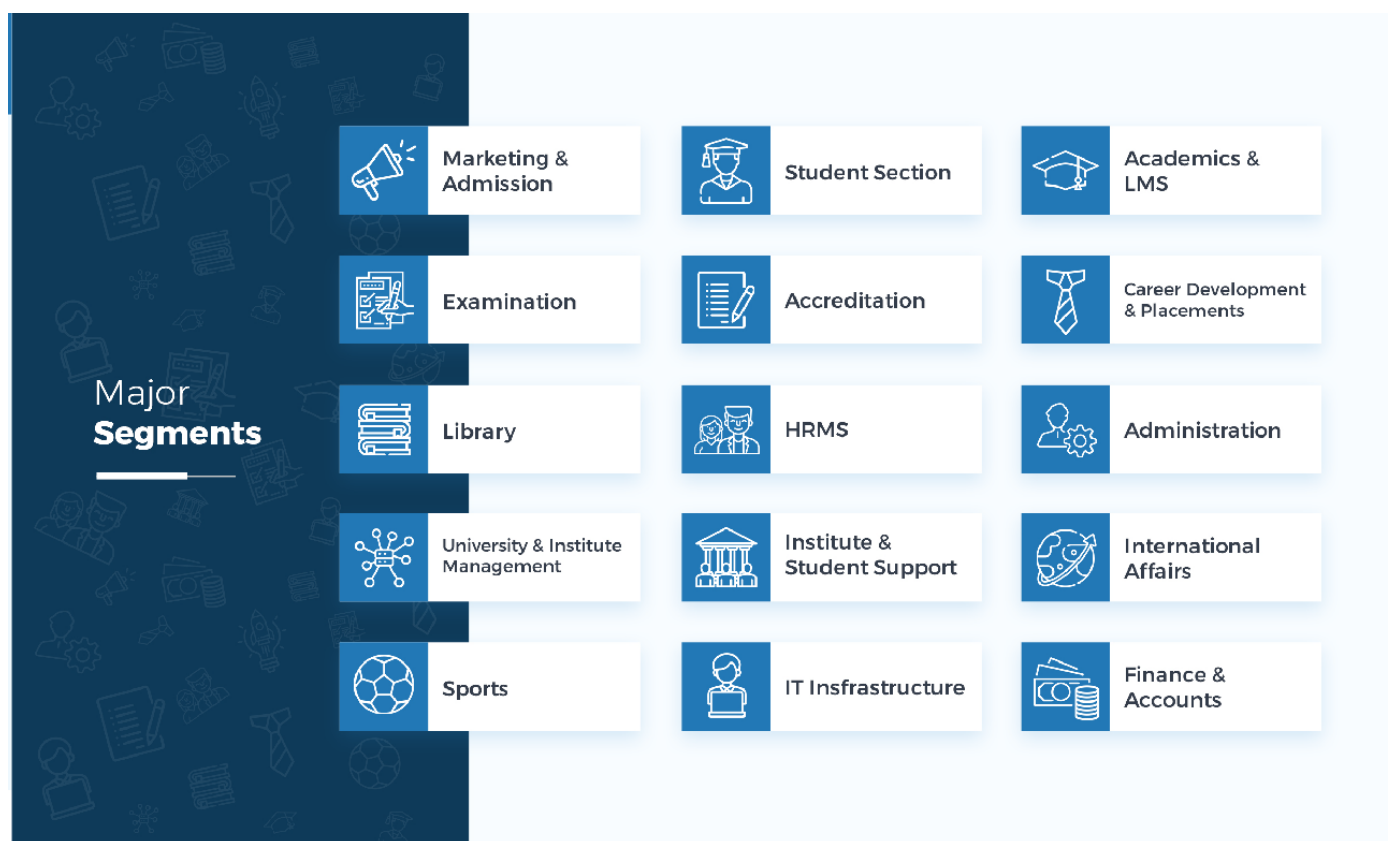 Major
Segments
Marketing &
Admission
Student Section
Academics &
LMS
Examination
Accreditation
Career Development
& Placements
Library
HRMS
Administration
University & Institute
Management
Institute &
Student Support
International
Affairs
Sports
IT Insfrastructure
Finance &
Accounts